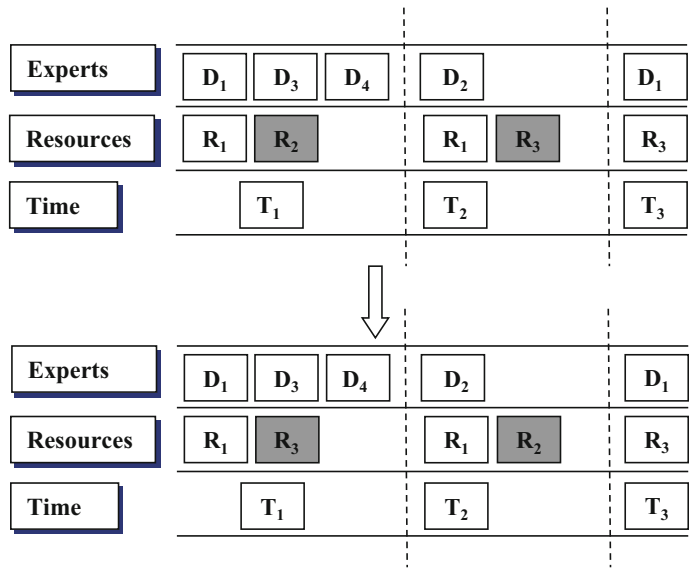 Experts D₁ D₃ D₄ D₂ D₁
Resources R₁ R₂ R₁ R₃ R₃
Time T₁ T₂ T₃
Experts D₁ D₃ D₄ D₂ D₁
Resources R₁ R₃ R₁ R₂ R₃
Time T₁ T₂ T₃